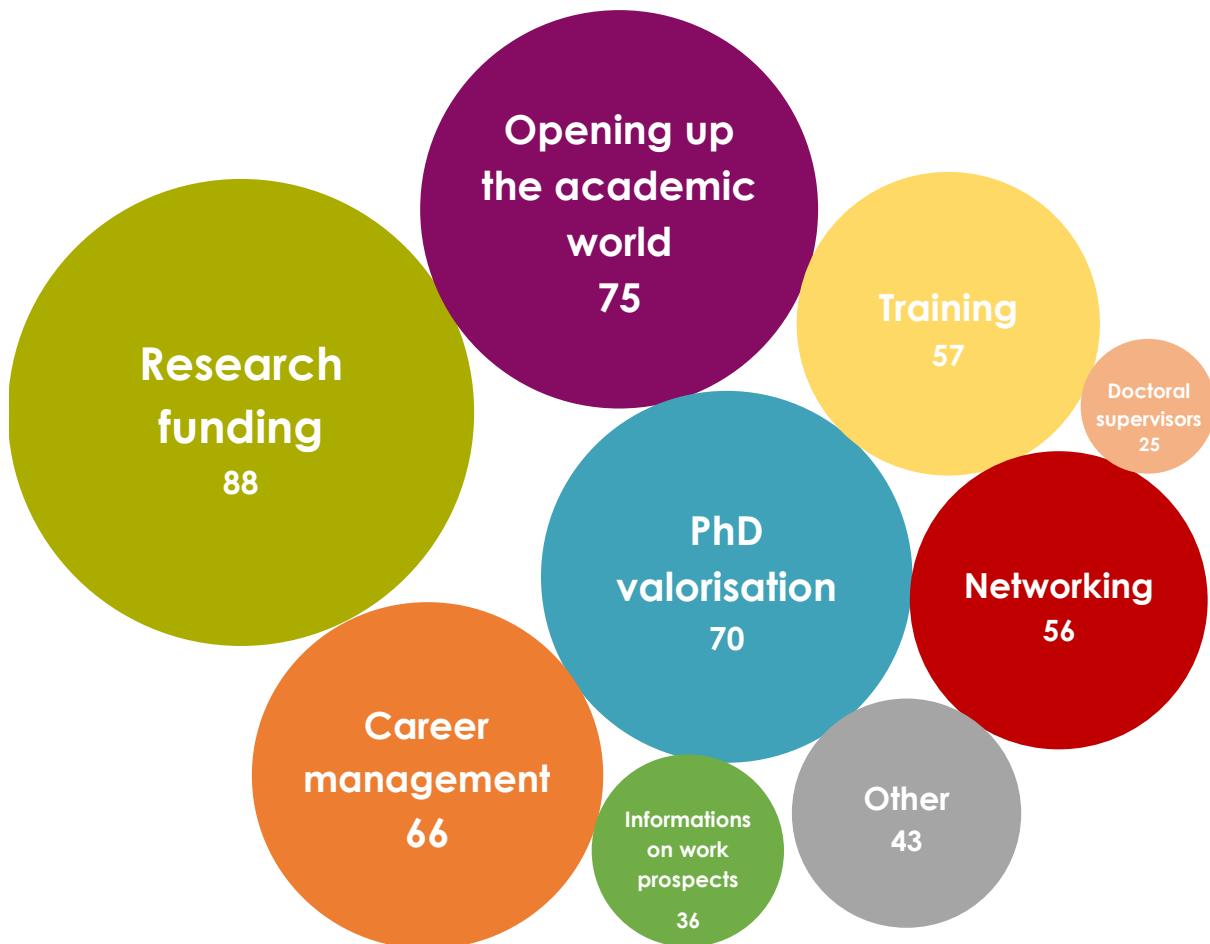 Opening up
the academic
world
75
Training
57
Research
funding
88
Doctoral
supervisors
25
PhD
valorisation
70
Networking
56
Career
management
66
Informations
on work
prospects
36
Other
43